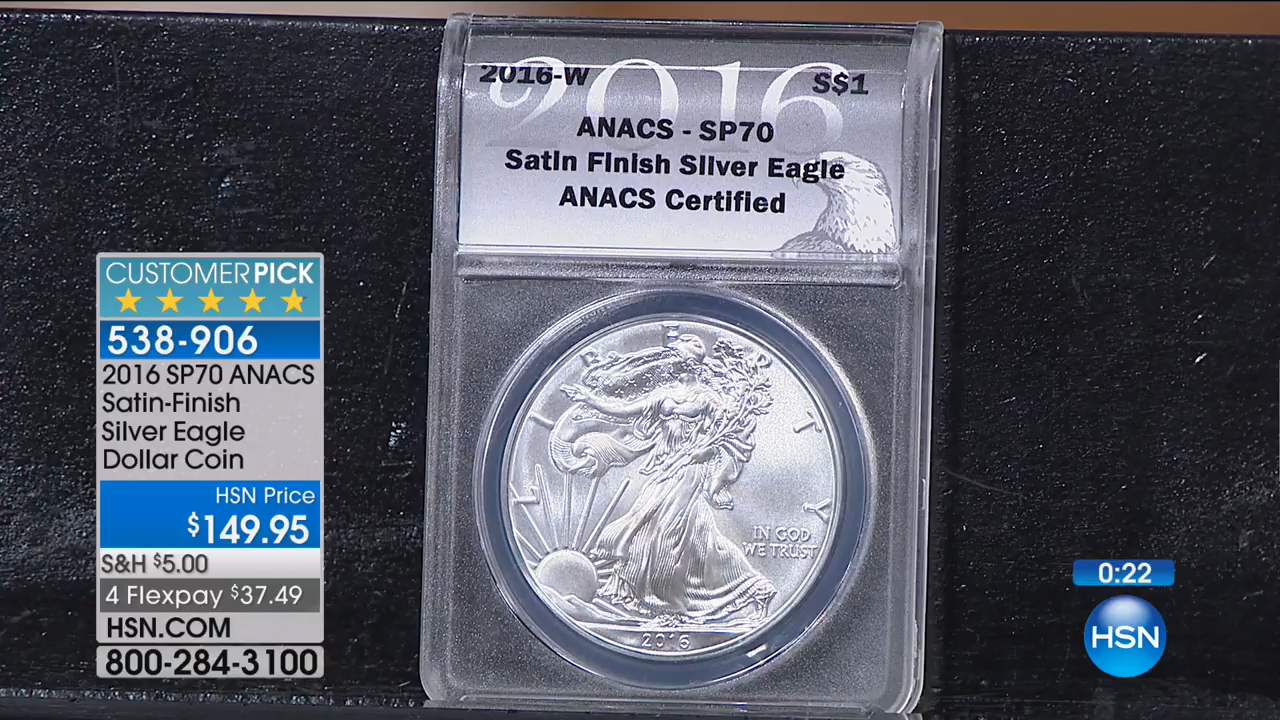 2016
2016-W S$1
ANACS - SP70
Satin Finish Silver Eagle
ANACS Certified
LIBERTY
IN GOD
WE TRUST
2016
CUSTOMERPICK
538-906
2016 SP70 ANACS
Satin-Finish
Silver Eagle
Dollar Coin
HSN Price
$149.95
S&H $5.00
4 Flexpay $37.49
HSN.COM
800-284-3100
0:22
HSN